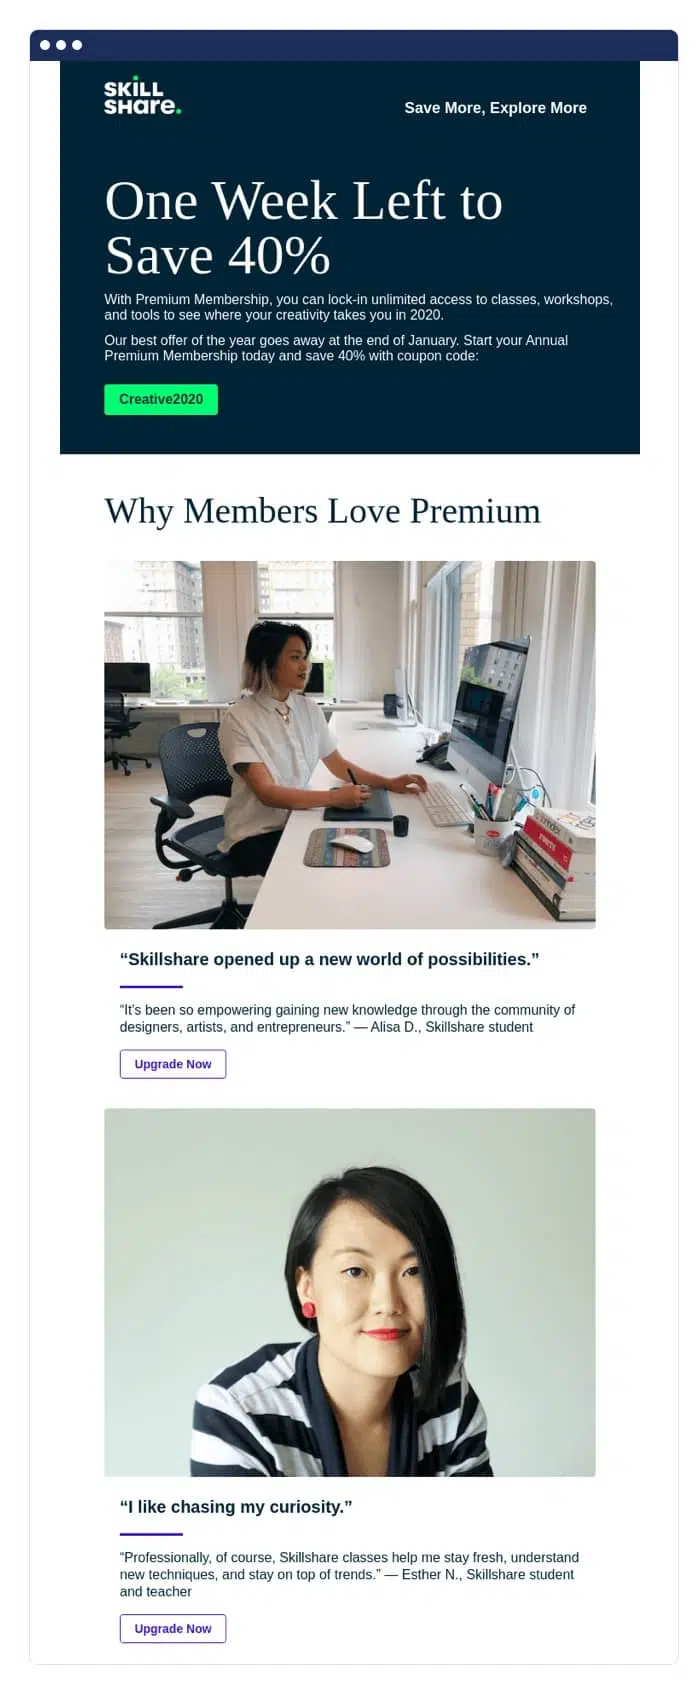 SKILL
SHare.
Save More, Explore More
One Week Left to
Save 40%
With Premium Membership, you can lock-in unlimited access to classes, workshops,
and tools to see where your creativity takes you in 2020.
Our best offer of the year goes away at the end of January. Start your Annual
Premium Membership today and save 40% with coupon code:
Creative2020
Why Members Love Premium
FONTS
“Skillshare opened up a new world of possibilities.”
“It's been so empowering gaining new knowledge through the community of
designers, artists, and entrepreneurs.” — Alisa D., Skillshare student
Upgrade Now
“I like chasing my curiosity.”
“Professionally, of course, Skillshare classes help me stay fresh, understand
new techniques, and stay on top of trends.” — Esther N., Skillshare student
and teacher
Upgrade Now